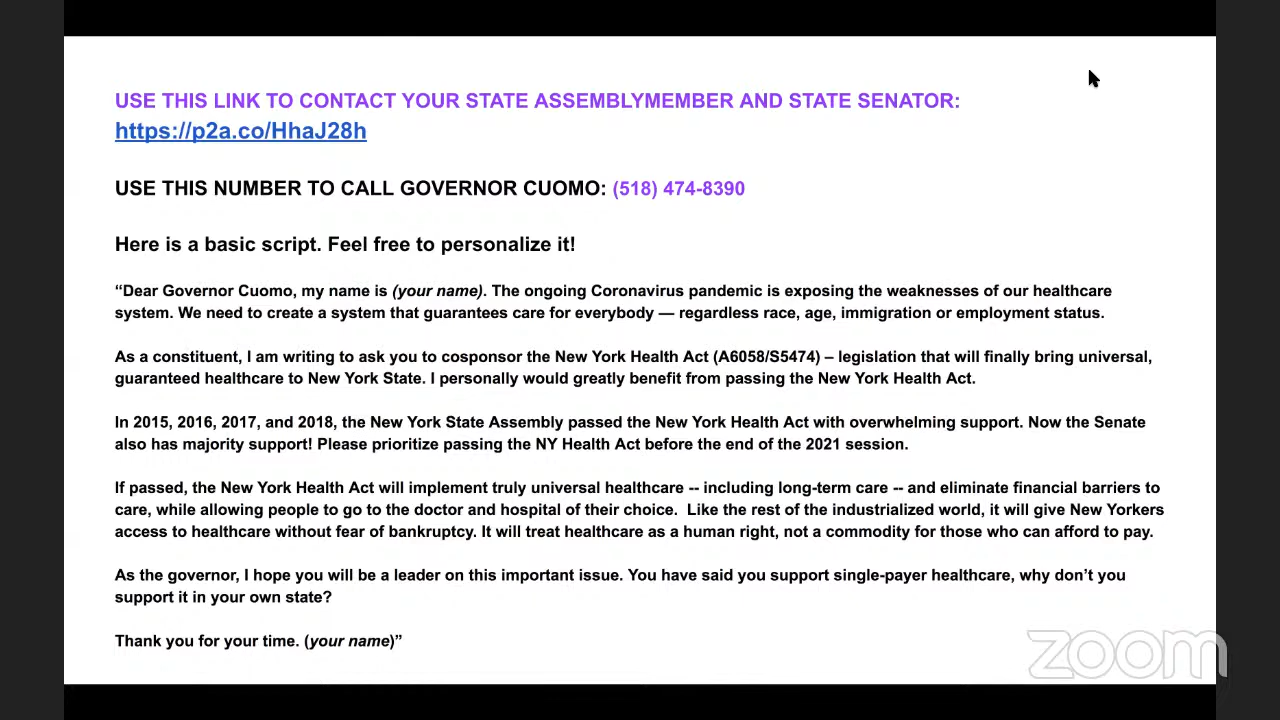 USE THIS LINK TO CONTACT YOUR STATE ASSEMBLYMEMBER AND STATE SENATOR:
https://p2a.co/HhaJ28h
USE THIS NUMBER TO CALL GOVERNOR CUOMO: (518) 474-8390
Here is a basic script. Feel free to personalize it!
“Dear Governor Cuomo, my name is (your name). The ongoing Coronavirus pandemic is exposing the weaknesses of our healthcare
system. We need to create a system that guarantees care for everybody — regardless race, age, immigration or employment status.
As a constituent, I am writing to ask you to cosponsor the New York Health Act (A6058/S5474) – legislation that will finally bring universal,
guaranteed healthcare to New York State. I personally would greatly benefit from passing the New York Health Act.
In 2015, 2016, 2017, and 2018, the New York State Assembly passed the New York Health Act with overwhelming support. Now the Senate
also has majority support! Please prioritize passing the NY Health Act before the end of the 2021 session.
If passed, the New York Health Act will implement truly universal healthcare -- including long-term care -- and eliminate financial barriers to
care, while allowing people to go to the doctor and hospital of their choice.  Like the rest of the industrialized world, it will give New Yorkers
access to healthcare without fear of bankruptcy. It will treat healthcare as a human right, not a commodity for those who can afford to pay.
As the governor, I hope you will be a leader on this important issue. You have said you support single-payer healthcare, why don’t you
support it in your own state?
Thank you for your time. (your name)”
zoom